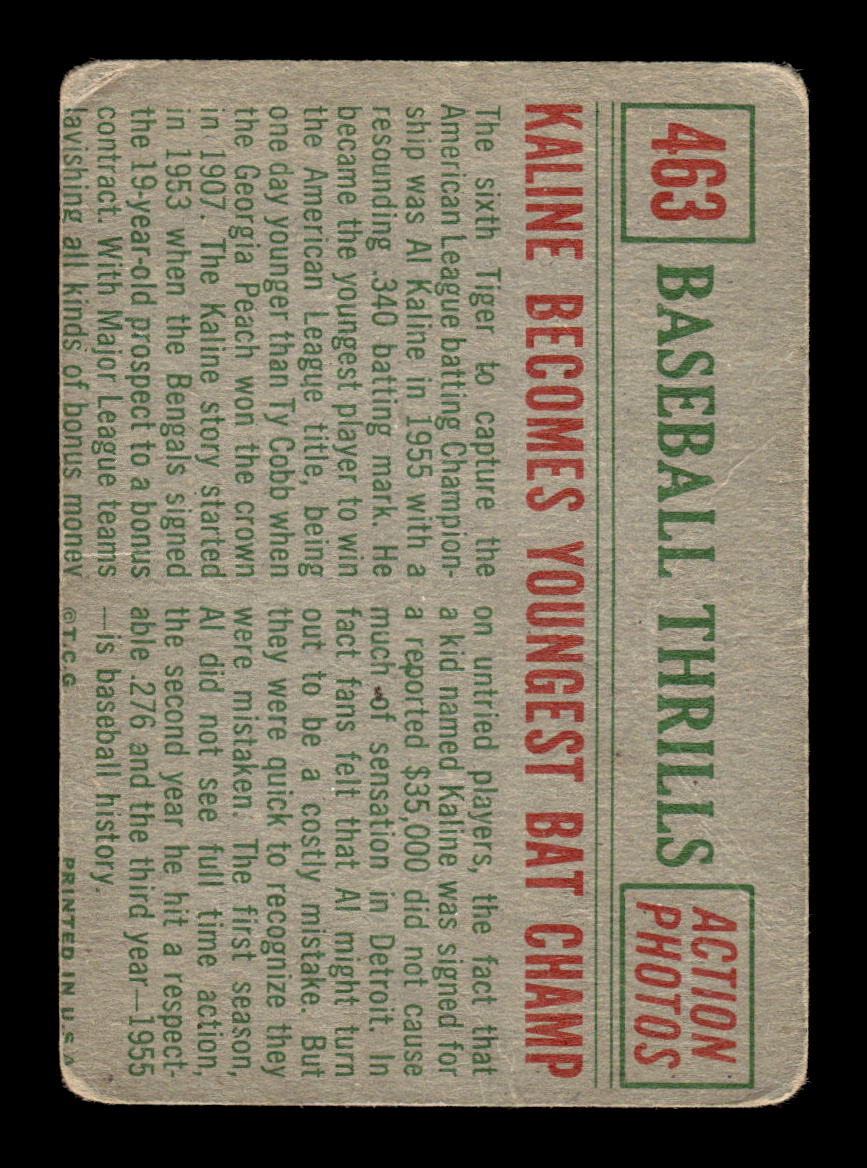 463
BASEBALL THRILLS
ACTION
PHOTOS
KALINE BECOMES YOUNGEST BAT CHAMP
The sixth Tiger to capture the
American League batting Champion-
ship was Al Kaline in 1955 with a
resounding .340 batting mark. He
became the youngest player to win
the American League title, being
one day younger than Ty Cobb when
the Georgia Peach won the crown
in 1907. The Kaline story started
in 1953 when the Bengals signed
the 19-year-old prospect to a bonus
contract. With Major League teams
lavishing all kinds of bonus money
on untried players, the fact that
a kid named Kaline was signed for
a reported $35,000 did not cause
much of sensation in Detroit. In
fact fans felt that Al might turn
out to be a costly mistake. But
they were quick to recognize they
were mistaken. The first season,
Al did not see full time action,
the second year he hit a respect-
able .276 and the third year—1955
—is baseball history.
©T.C.G PRINTED IN U.S.A